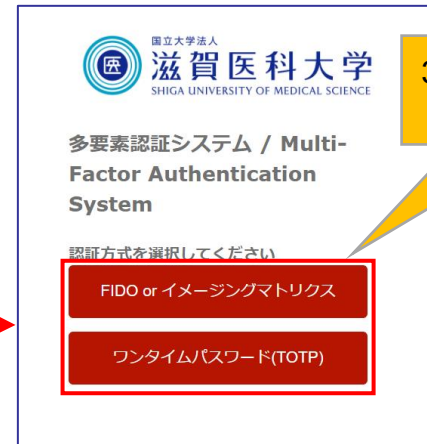 国立大学法人
滋賀医科大学
SHIGA UNIVERSITY OF MEDICAL SCIENCE
3
多要素認証システム / Multi-
Factor Authentication
System
認証方式を選択してください
FIDO or イメージングマトリクス
ワンタイムパスワード(TOTP)